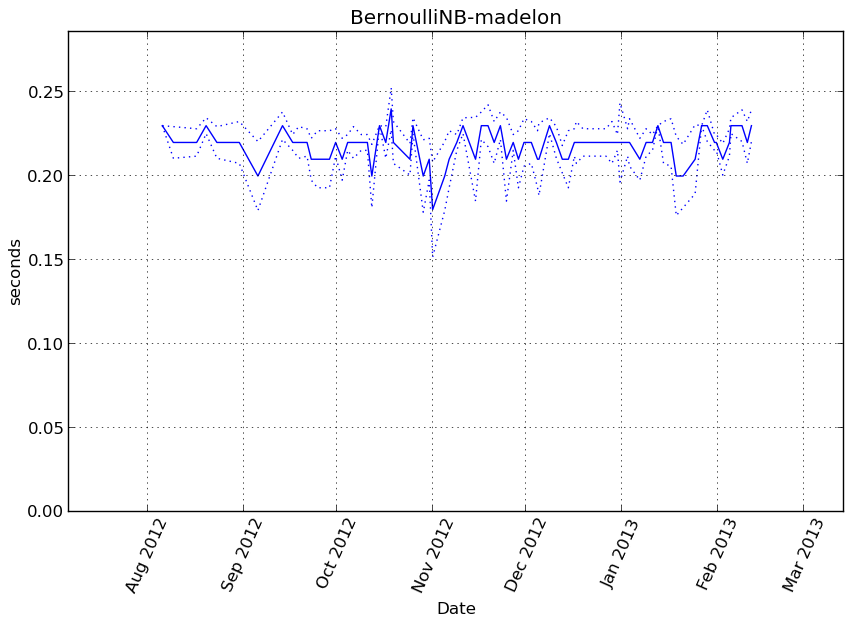 BernoulliNB-madelon
0.25
0.20
0.15
0.10
0.05
0.00
seconds
Aug 2012
Sep 2012
Oct 2012
Nov 2012
Dec 2012
Jan 2013
Feb 2013
Mar 2013
Date